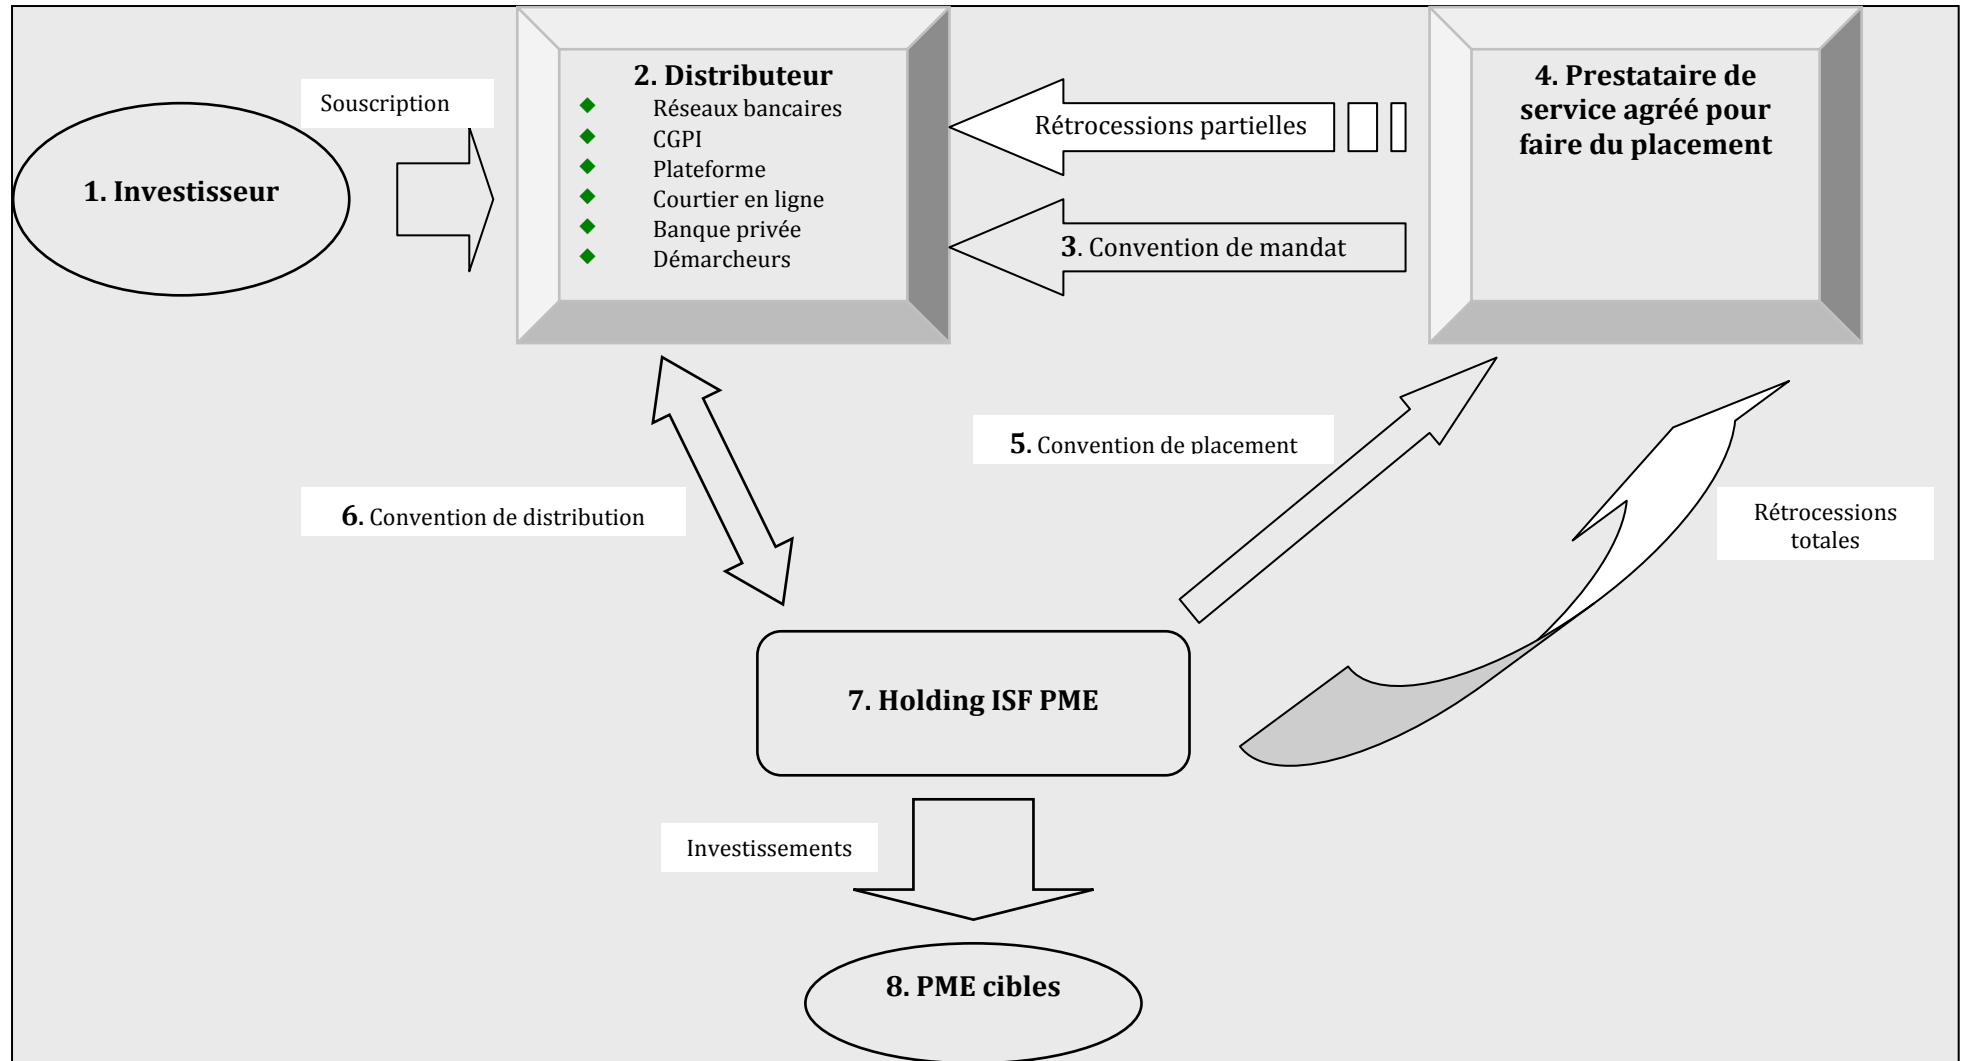 Souscription
1. Investisseur
2. Distributeur
Réseaux bancaires
CGPI
Plateforme
Courtier en ligne
Banque privée
Démarcheurs
Rétrocessions partielles
3. Convention de mandat
4. Prestataire de
service agréé pour
faire du placement
5. Convention de placement
6. Convention de distribution
Rétrocessions
totales
7. Holding ISF PME
Investissements
8. PME cibles